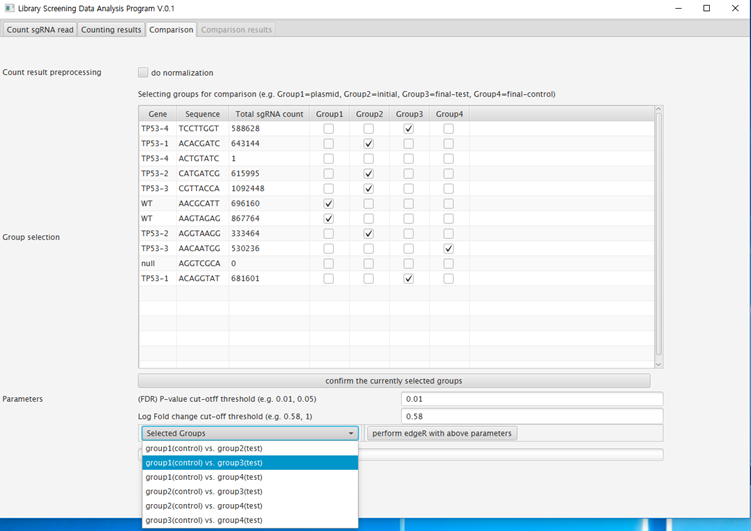 Library Screening Data Analysis Program V.0.1
Count sgRNA read Counting results Comparison Comparison results
Count result preprocessing do normalization
Selecting groups for comparison (e.g. Group1=plasmid, Group2=initial, Group3=final-test, Group4=final-control)
Gene Sequence Total sgRNA count Group1 Group2 Group3 Group4
TP53-4 TCCTTGGT 588628
TP53-1 ACACGATC 643144
TP53-4 ACTGTATC 1
TP53-2 CATGATCG 615995
TP53-3 CGTTACCA 1092448
WT AACGCATT 696160
WT AAGTAGAG 867764
Group selection
TP53-2 AGGTAAGG 333464
TP53-3 AACAATGG 530236
null AGGTCGCA 0
TP53-1 ACAGGTAT 681601
confirm the currently selected groups
Parameters (FDR) P-value cut-otff threshold (e.g. 0.01, 0.05) 0.01
Log Fold change cut-off threshold (e.g. 0.58, 1) 0.58
Selected Groups perform edgeR with above parameters
group1(control) vs. group2(test)
group1(control) vs. group3(test)
group1(control) vs. group4(test)
group2(control) vs. group3(test)
group2(control) vs. group4(test)
group3(control) vs. group4(test)